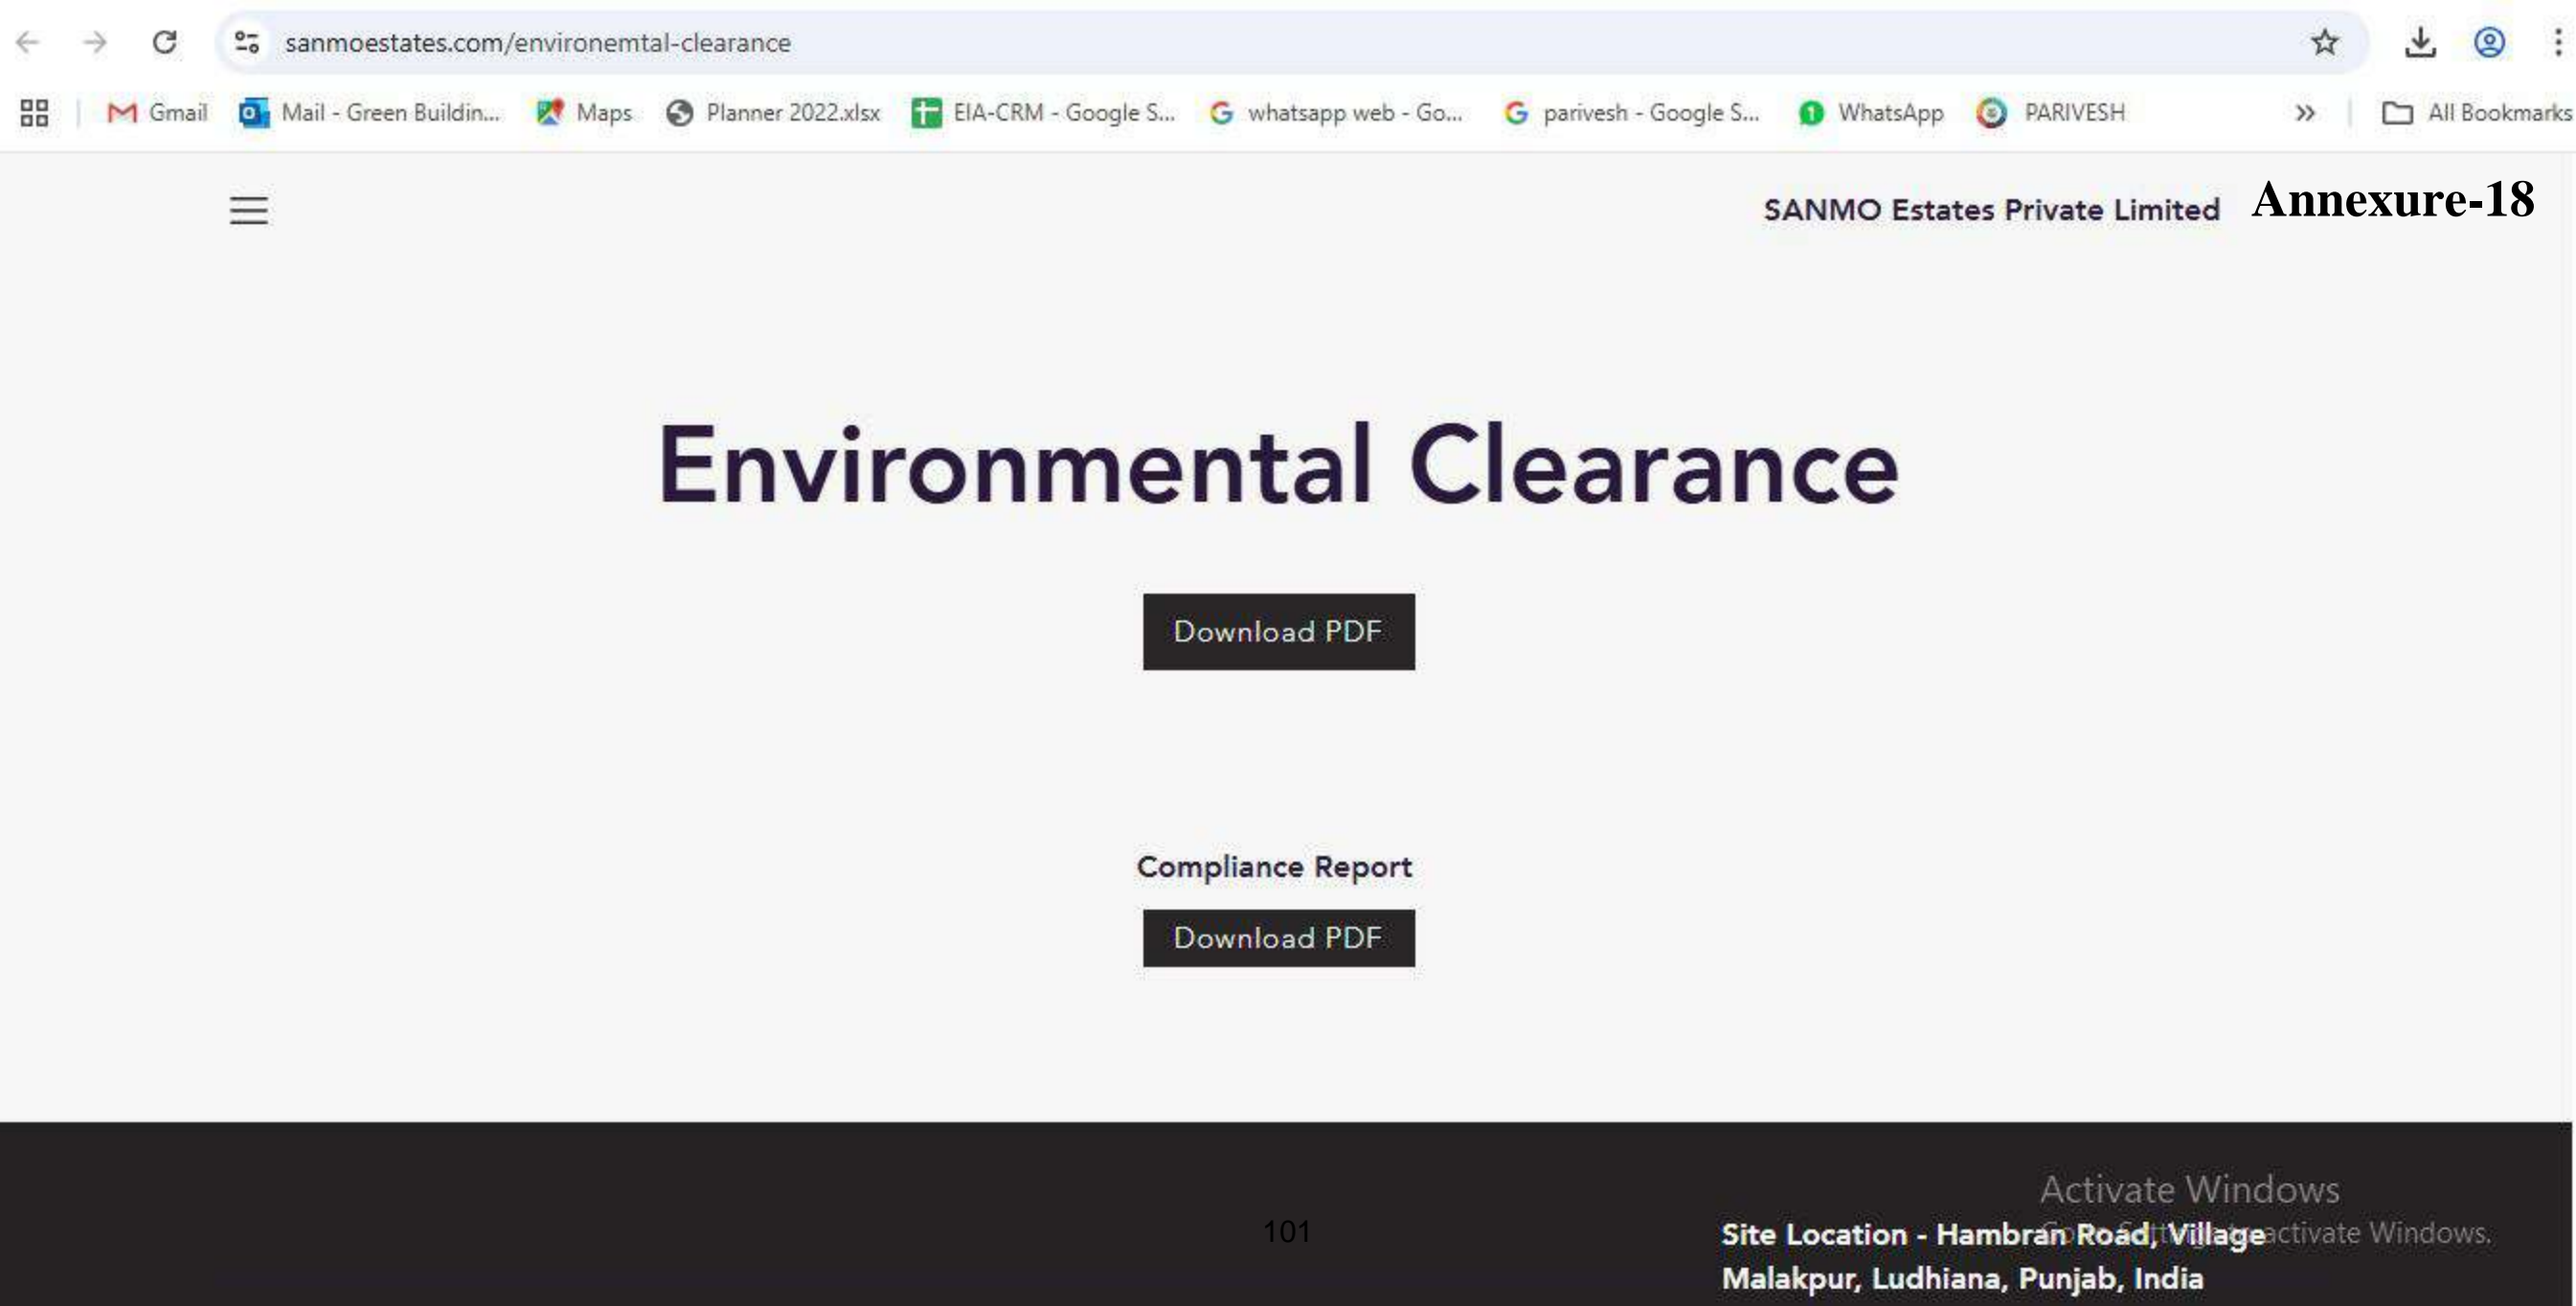 sanmoestates.com/environemtal-clearance
Gmail Mail - Green Buildin... Maps Planner 2022.xlsx EIA-CRM - Google S... whatsapp web - Go... parivesh - Google S... WhatsApp PARIVESH » All Bookmarks
SANMO Estates Private Limited Annexure-18
Environmental Clearance
Download PDF
Compliance Report
Download PDF
Activate Windows
101
Site Location - Hambran Road, Village
activate Windows.
Malakpur, Ludhiana, Punjab, India